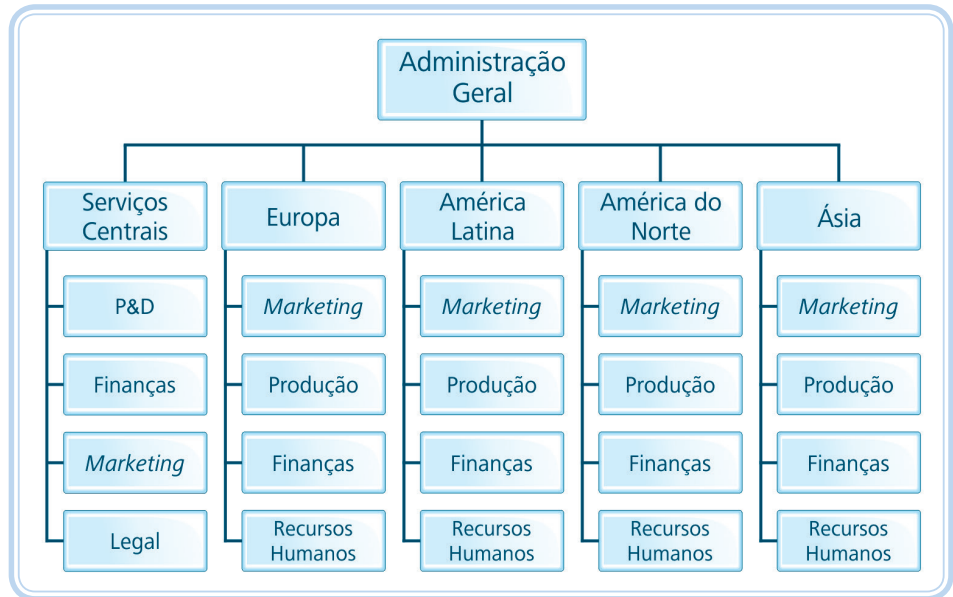 Administração
Geral
Serviços
Centrais
Europa
América
Latina
América do
Norte
Ásia
P&D
Marketing
Marketing
Marketing
Marketing
Finanças
Produção
Produção
Produção
Produção
Marketing
Finanças
Finanças
Finanças
Finanças
Legal
Recursos
Humanos
Recursos
Humanos
Recursos
Humanos
Recursos
Humanos